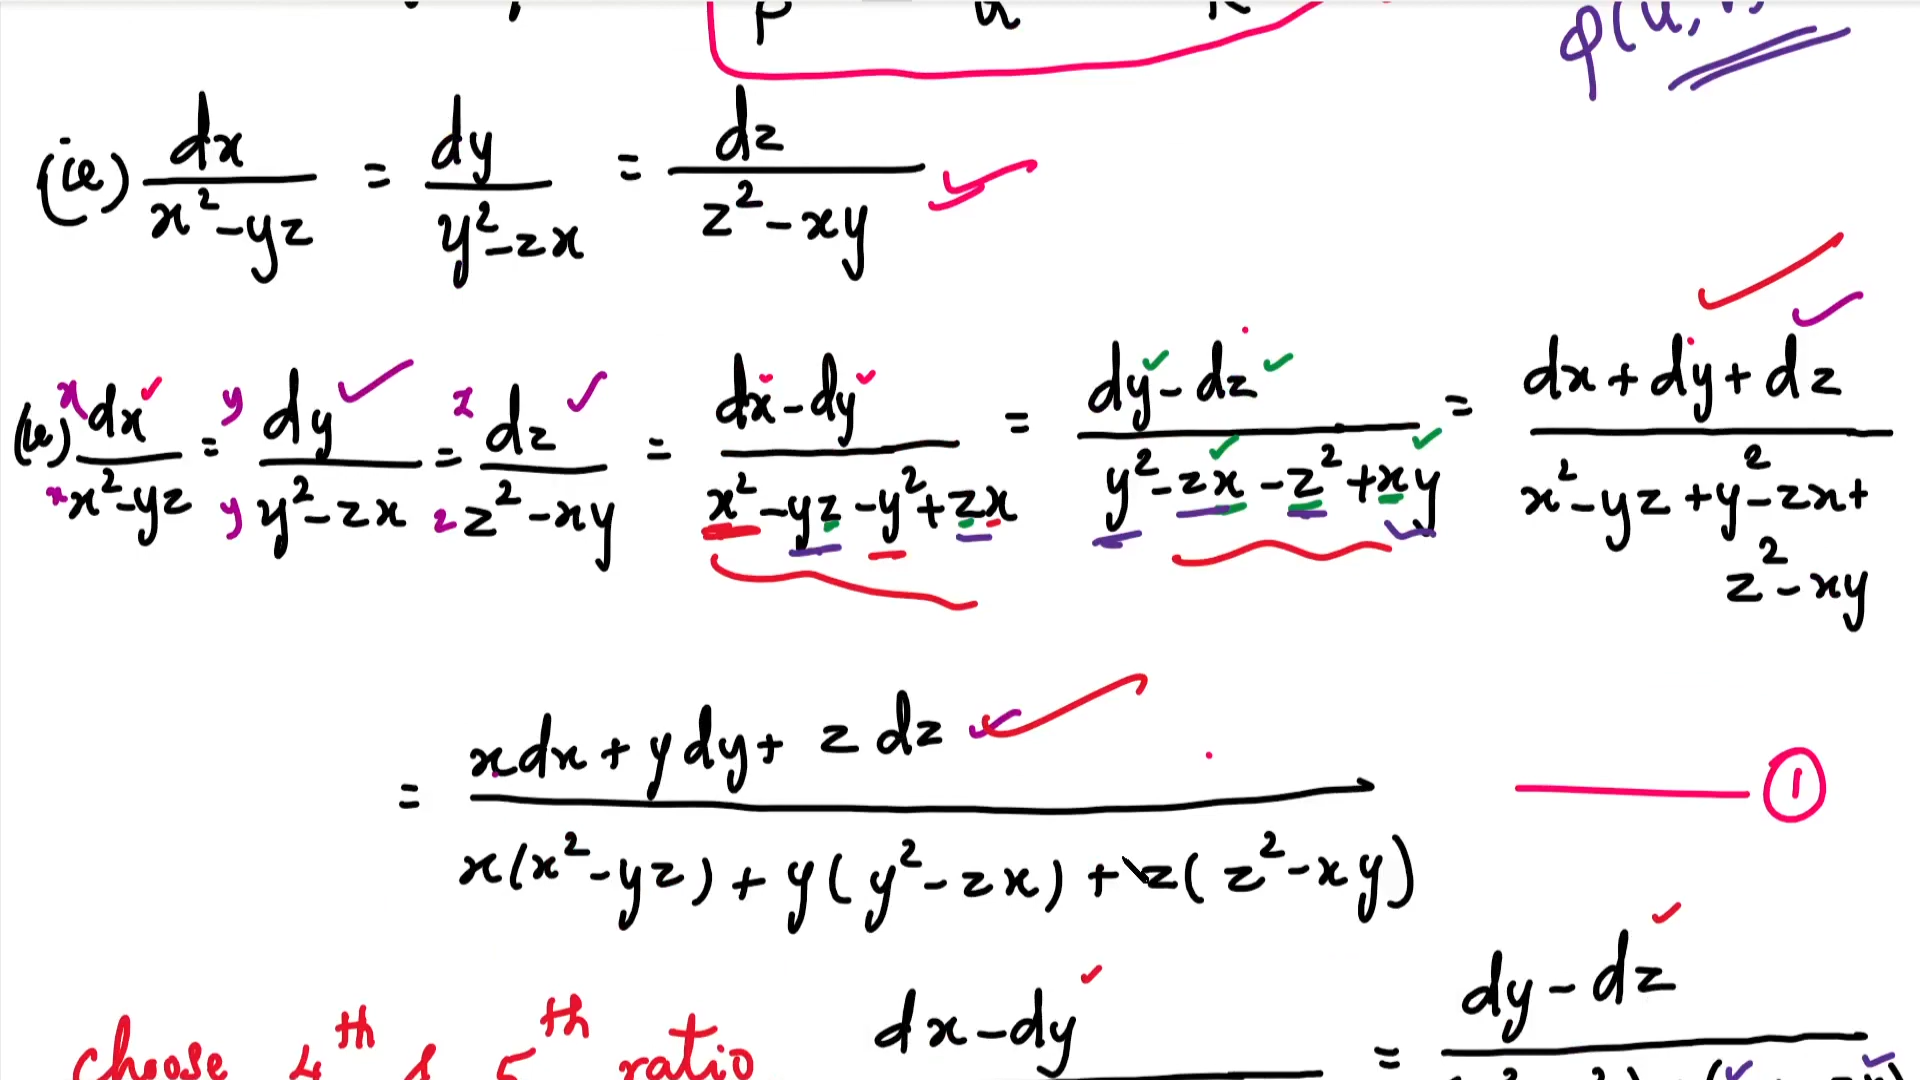 φ(u,
(ie) dx/(x²-yz) = dy/(y²-zx) = dz/(z²-xy)
(ie) x dx/x x²-yz = y dy/y y²-zx = z dz/z z²-xy = dx-dy/(x²-yz-y²+zx) = dy-dz/(y²-zx-z²+xy) = dx+dy+dz/(x²-yz+y²-zx+
z²-xy)
= xdx+ydy+zdz/(x(x²-yz)+y(y²-zx)+z(z²-xy)) ——— ①
choose 4th & 5th ratio dx-dy = dy-dz